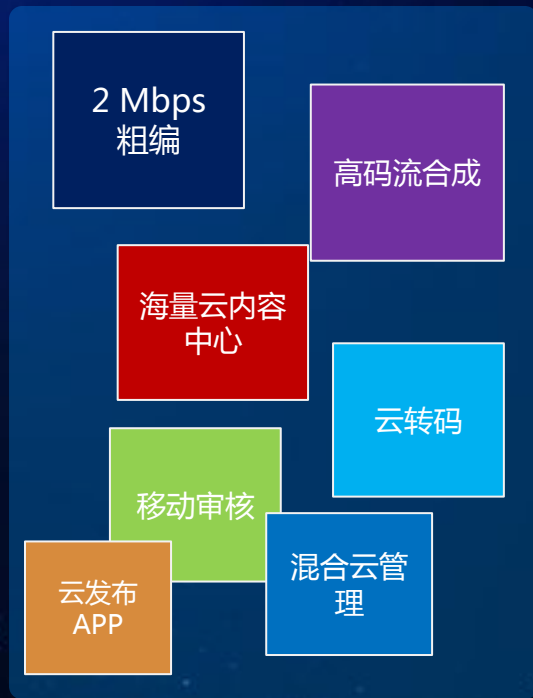 2 Mbps
粗编
高码流合成
海量云内容
中心
云转码
移动审核
混合云管
理
云发布
APP